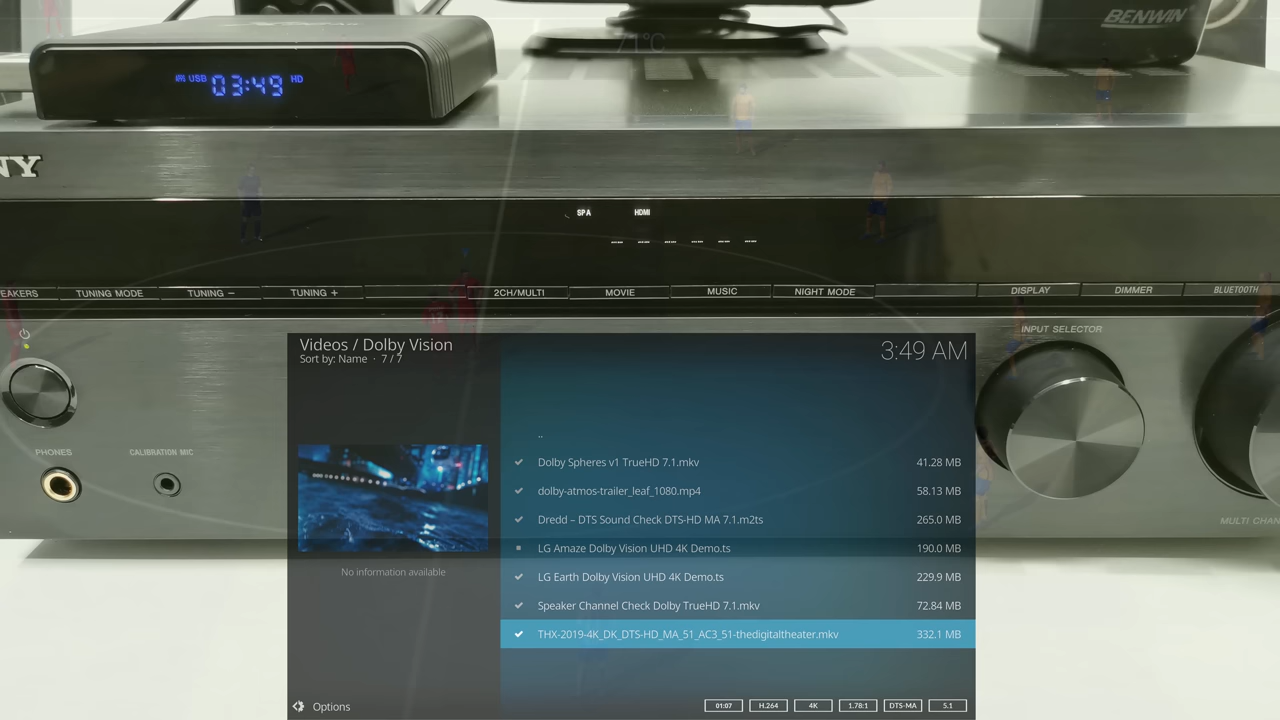 BENWIN
71°C
USB 03:49 HD
NY
SP A HDMI
EAKERS TUNING MODE TUNING − TUNING + 2CH/MULTI MOVIE MUSIC NIGHT MODE DISPLAY DIMMER BLUETOOTH
INPUT SELECTOR
PHONES CALIBRATION MIC
MULTI CHAN
Videos / Dolby Vision
Sort by: Name · 7 / 7
3:49 AM
..
Dolby Spheres v1 TrueHD 7.1.mkv 41.28 MB
dolby-atmos-trailer_leaf_1080.mp4 58.13 MB
Dredd – DTS Sound Check DTS-HD MA 7.1.m2ts 265.0 MB
LG Amaze Dolby Vision UHD 4K Demo.ts 190.0 MB
LG Earth Dolby Vision UHD 4K Demo.ts 229.9 MB
Speaker Channel Check Dolby TrueHD 7.1.mkv 72.84 MB
THX-2019-4K_DK_DTS-HD_MA_51_AC3_51-thedigitaltheater.mkv 332.1 MB
No information available
Options
01:07 H.264 4K 1.78:1 DTS-MA 5.1